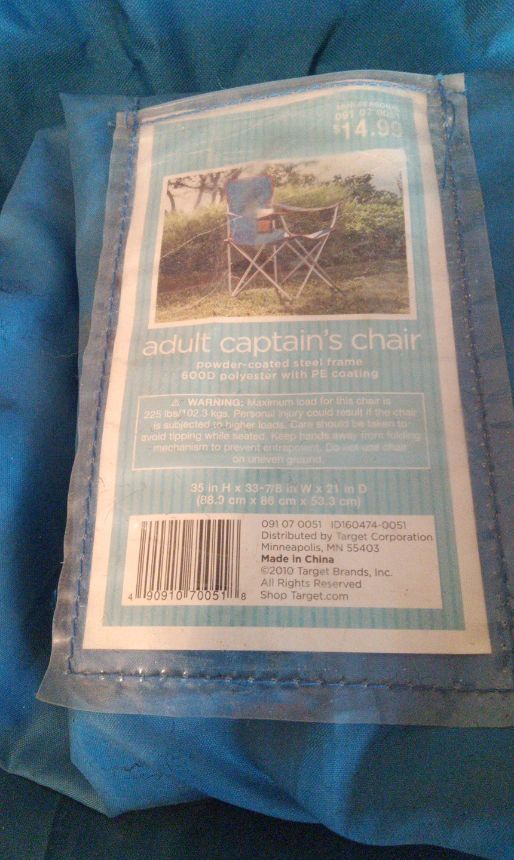 091 07 0051
$14.99
adult captain's chair
powder-coated steel frame
600D polyester with PE coating
⚠ WARNING: Maximum load for this chair is
225 lbs/102.3 kgs. Personal injury could result if the chair
is subjected to higher loads. Care should be taken to
avoid tipping while seated. Keep hands away from folding
mechanism to prevent entrapment. Do not use chair
on uneven ground.
35 in H x 33-7/8 in W x 21 in D
(88.9 cm x 86 cm x 53.3 cm)
091 07 0051 ID160474-0051
Distributed by Target Corporation
Minneapolis, MN 55403
Made in China
©2010 Target Brands, Inc.
All Rights Reserved
Shop Target.com
4 90910 70051 8